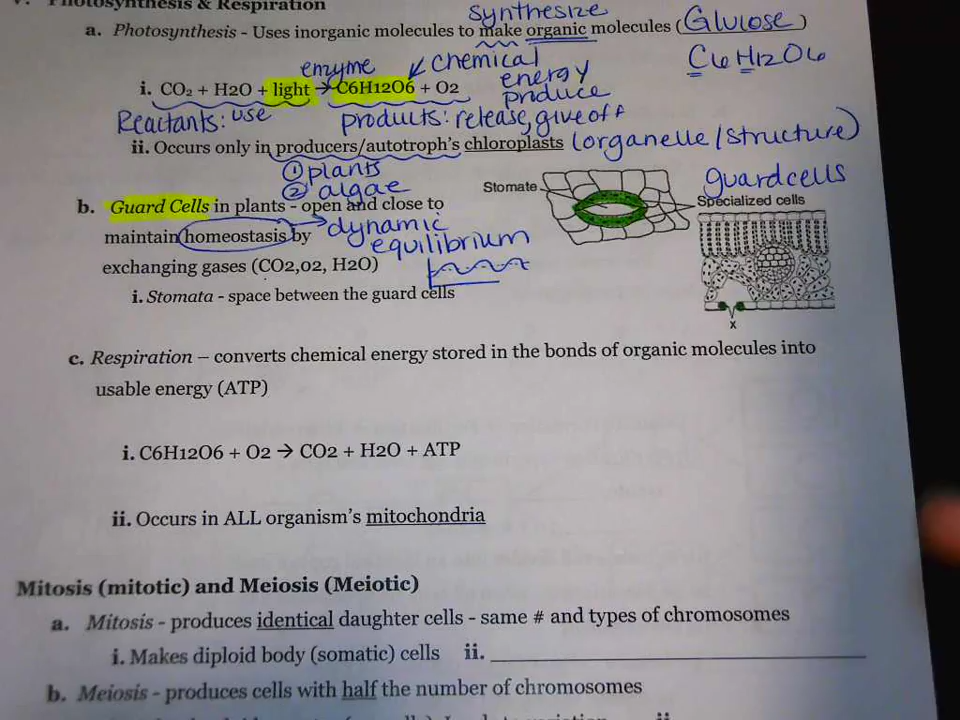 Photosynthesis & Respiration
synthesize
a. Photosynthesis - Uses inorganic molecules to make organic molecules (Glulose)
C6H12O6
enzyme
chemical
energy
produce
i. CO2 + H2O + light → C6H12O6 + O2
Reactants: use
products: release, give off
ii. Occurs only in producers/autotroph's chloroplasts (organelle/structure)
① plants
② algae
Stomate
guard cells
Specialized cells
b. Guard Cells in plants - open and close to
maintain homeostasis by
dynamic
equilibrium
exchanging gases (CO2,02, H2O)
i. Stomata - space between the guard cells
X
c. Respiration – converts chemical energy stored in the bonds of organic molecules into
usable energy (ATP)
i. C6H12O6 + O2 → CO2 + H2O + ATP
ii. Occurs in ALL organism's mitochondria
Mitosis (mitotic) and Meiosis (Meiotic)
a. Mitosis - produces identical daughter cells - same # and types of chromosomes
i. Makes diploid body (somatic) cells ii.
b. Meiosis - produces cells with half the number of chromosomes